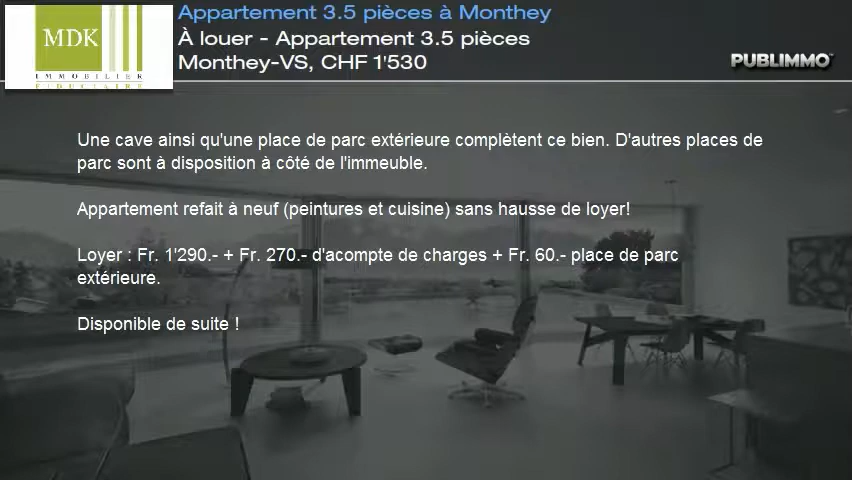 Appartement 3.5 pièces à Monthey
À louer - Appartement 3.5 pièces
Monthey-VS, CHF 1'530
MDK
IMMOBILIER
FIDUCIAIRE
PUBLIMMO
Une cave ainsi qu'une place de parc extérieure complètent ce bien. D'autres places de
parc sont à disposition à côté de l'immeuble.
Appartement refait à neuf (peintures et cuisine) sans hausse de loyer!
Loyer : Fr. 1'290.- + Fr. 270.- d'acompte de charges + Fr. 60.- place de parc
extérieure.
Disponible de suite !